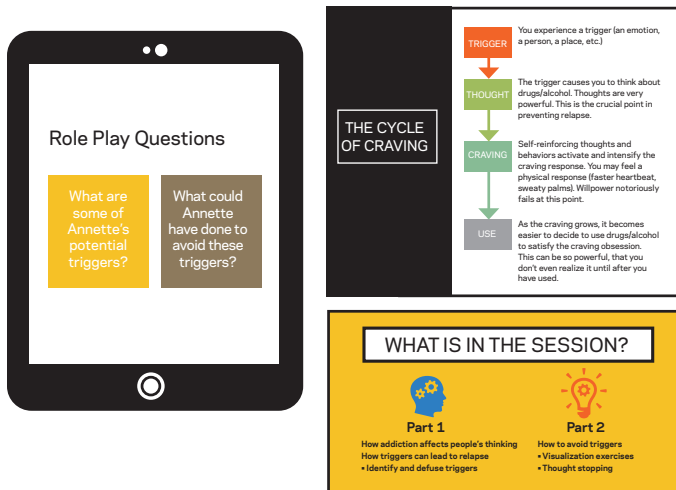 Role Play Questions
What are
some of
Annette's
potential
triggers?
What could
Annette
have done to
avoid these
triggers?
THE CYCLE
OF CRAVING
TRIGGER
You experience a trigger (an emotion,
a person, a place, etc.)
THOUGHT
The trigger causes you to think about
drugs/alcohol. Thoughts are very
powerful. This is the crucial point in
preventing relapse.
CRAVING
Self-reinforcing thoughts and
behaviors activate and intensify the
craving response. You may feel a
physical response (faster heartbeat,
sweaty palms). Willpower notoriously
fails at this point.
USE
As the craving grows, it becomes
easier to decide to use drugs/alcohol
to satisfy the craving obsession.
This can be so powerful, that you
don't even realize it until after you
have used.
WHAT IS IN THE SESSION?
Part 1
How addiction affects people's thinking
How triggers can lead to relapse
• Identify and defuse triggers
Part 2
How to avoid triggers
• Visualization exercises
• Thought stopping